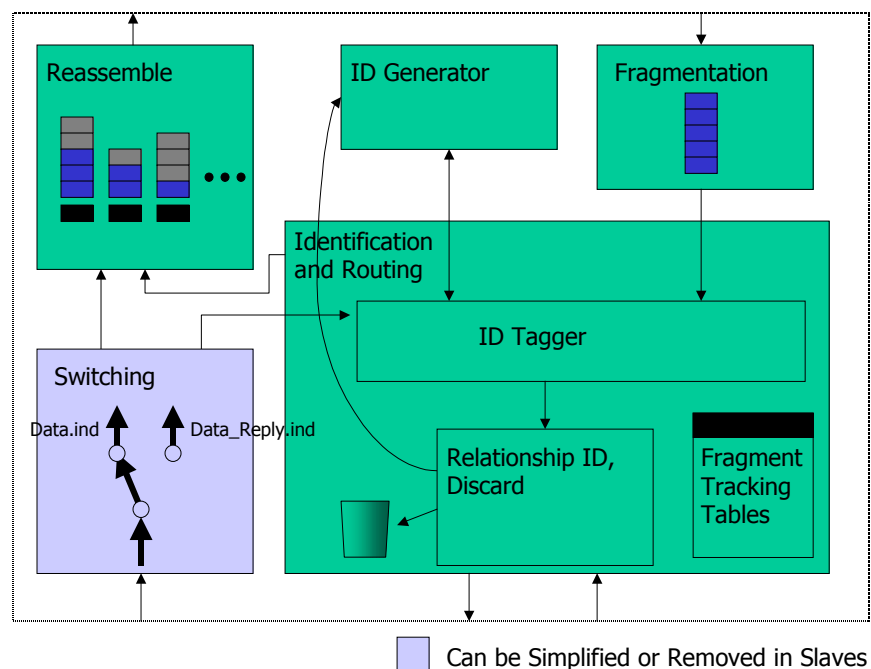 Reassemble
ID Generator
Fragmentation
Identification
and Routing
ID Tagger
Switching
Data.ind
Data_Reply.ind
Relationship ID,
Discard
Fragment
Tracking
Tables
Can be Simplified or Removed in Slaves